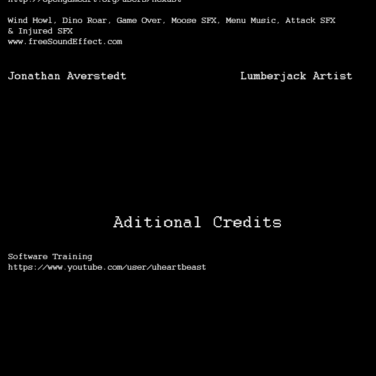 Wind Howl, Dino Roar, Game Over, Moose SFX, Menu Music, Attack SFX
& Injured SFX
www.freeSoundEffect.com
Jonathan Averstedt Lumberjack Artist
Aditional Credits
Software Training
https://www.youtube.com/user/uheartbeast